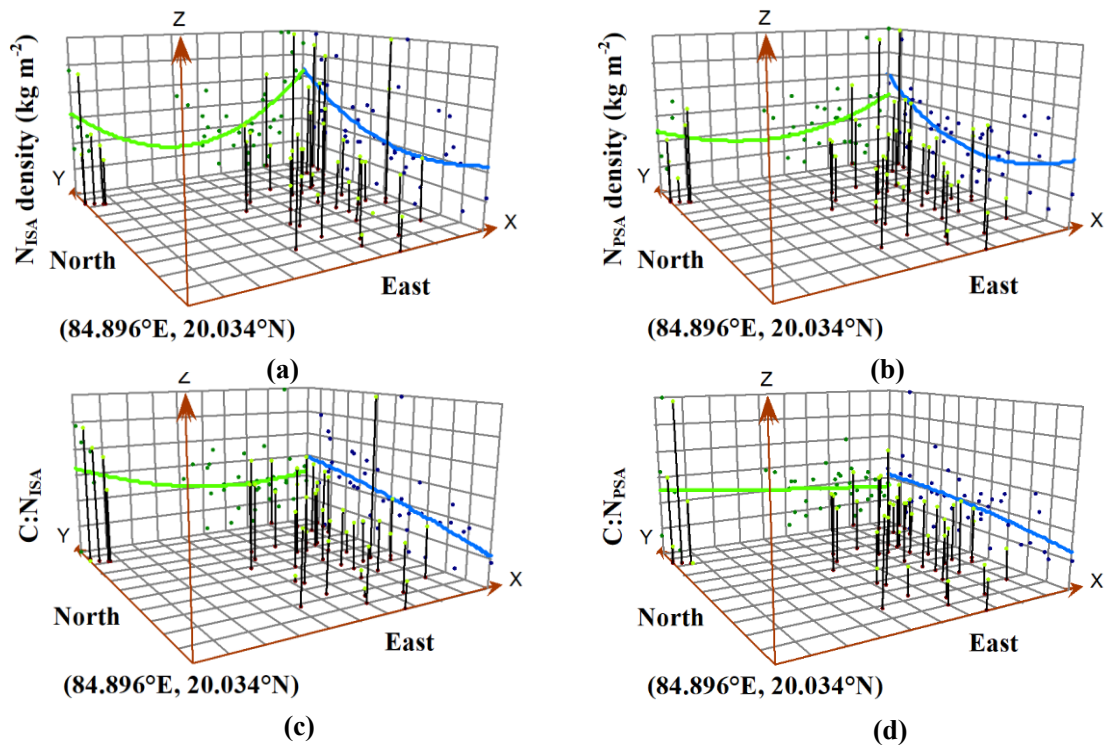 N_ISA density (kg m⁻²)
Z
Y
X
North
East
(84.896°E, 20.034°N)
(a)
N_PSA density (kg m⁻²)
Z
Y
X
North
East
(84.896°E, 20.034°N)
(b)
C:N_ISA
Z
Y
X
North
East
(84.896°E, 20.034°N)
(c)
C:N_PSA
Z
Y
X
North
East
(84.896°E, 20.034°N)
(d)